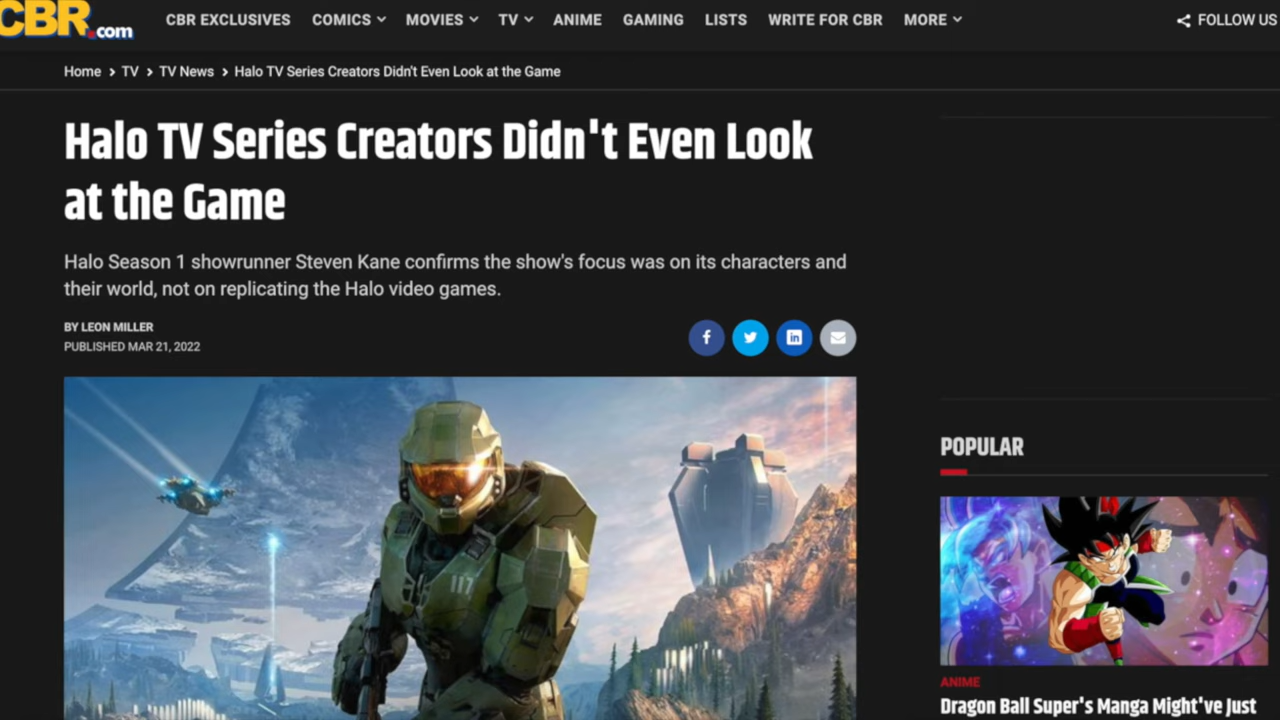 CBR.com
CBR EXCLUSIVES COMICS MOVIES TV ANIME GAMING LISTS WRITE FOR CBR MORE FOLLOW US
Home > TV > TV News > Halo TV Series Creators Didn't Even Look at the Game
Halo TV Series Creators Didn't Even Look
at the Game
Halo Season 1 showrunner Steven Kane confirms the show's focus was on its characters and
their world, not on replicating the Halo video games.
BY LEON MILLER
PUBLISHED MAR 21, 2022
117
POPULAR
ANIME
Dragon Ball Super's Manga Might've Just